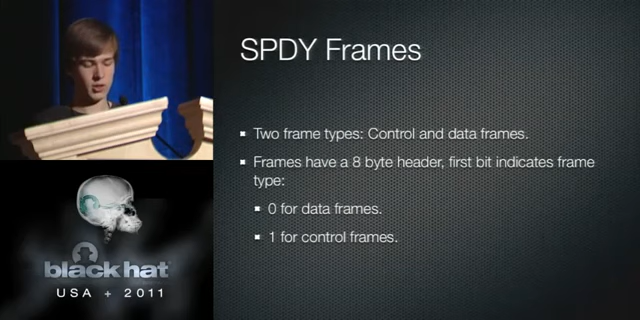 SPDY Frames
▪ Two frame types: Control and data frames.
▪ Frames have a 8 byte header, first bit indicates frame
type:
▪ 0 for data frames.
▪ 1 for control frames.
black hat
USA + 2011